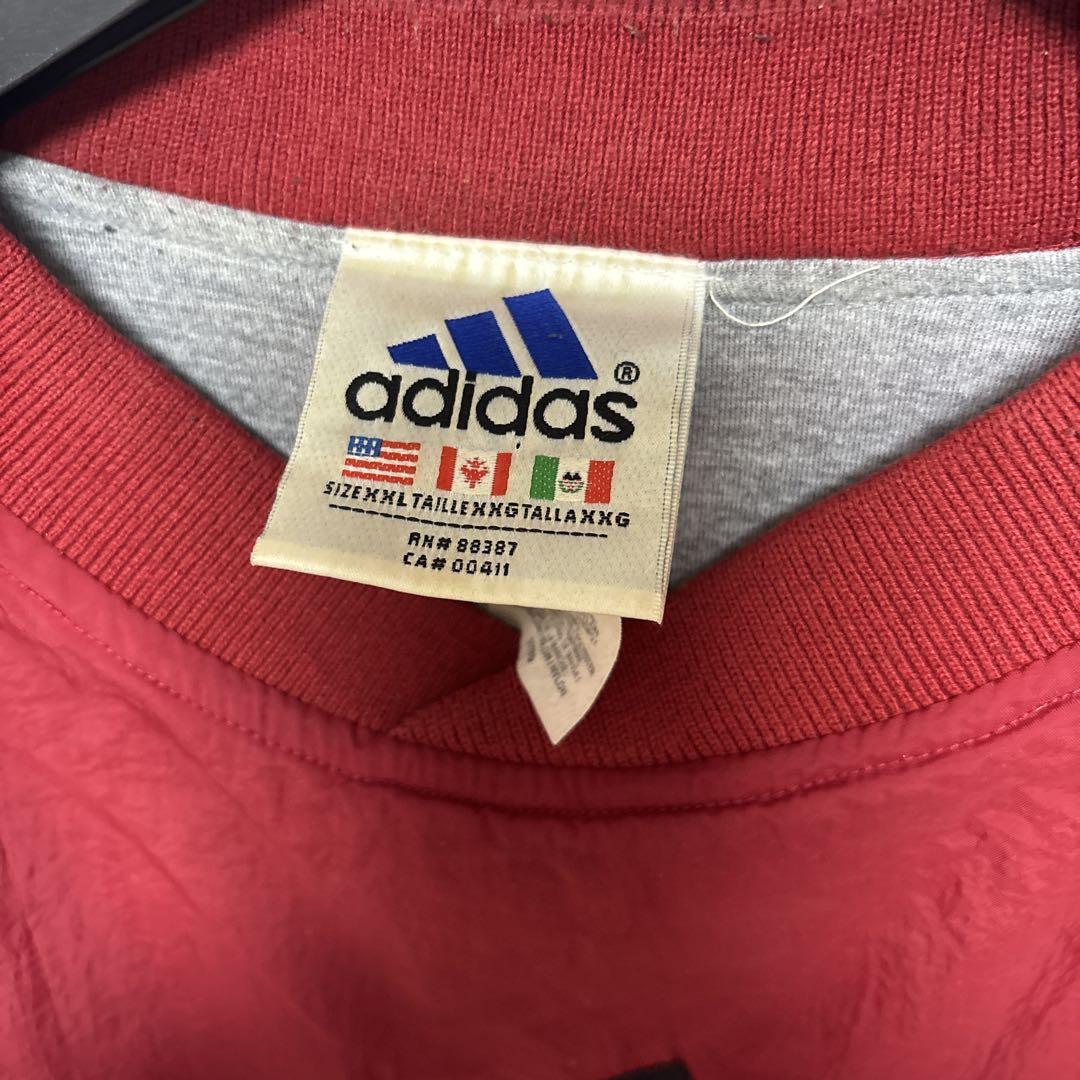 adidas®
SIZE XXL TAILLE XXG TALLA XXG
RN# 88387
CA# 00411